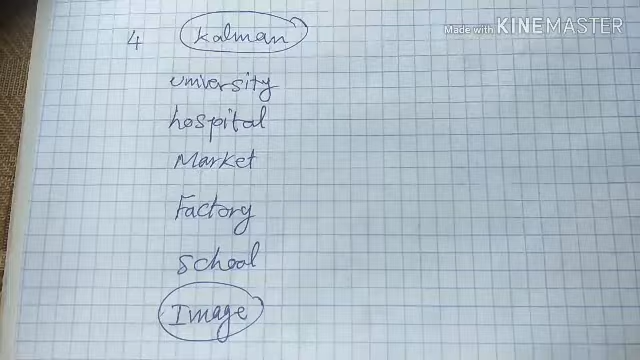 Made with KINEMASTER
4 Kalman
University
hospital
Market
Factory
School
Image